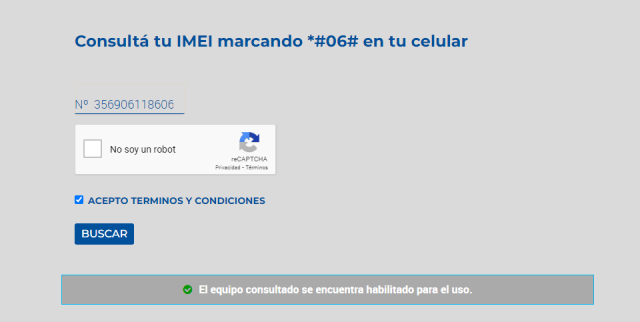 Consultá tu IMEI marcando *#06# en tu celular
Nº 356906118606
No soy un robot
reCAPTCHA
Privacidad - Términos
ACEPTO TERMINOS Y CONDICIONES
BUSCAR
El equipo consultado se encuentra habilitado para el uso.